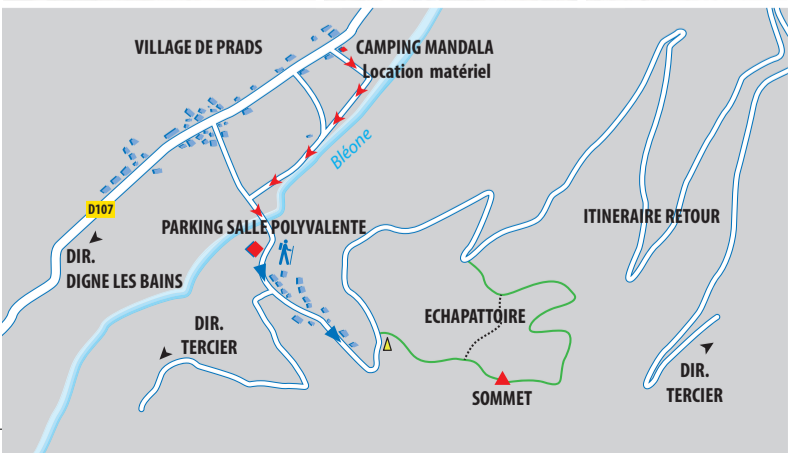 VILLAGE DE PRADS
CAMPING MANDALA
Location matériel
Bléone
D107
PARKING SALLE POLYVALENTE
ITINERAIRE RETOUR
DIR.
DIGNE LES BAINS
DIR.
TERCIER
ECHAPATTOIRE
SOMMET
DIR.
TERCIER